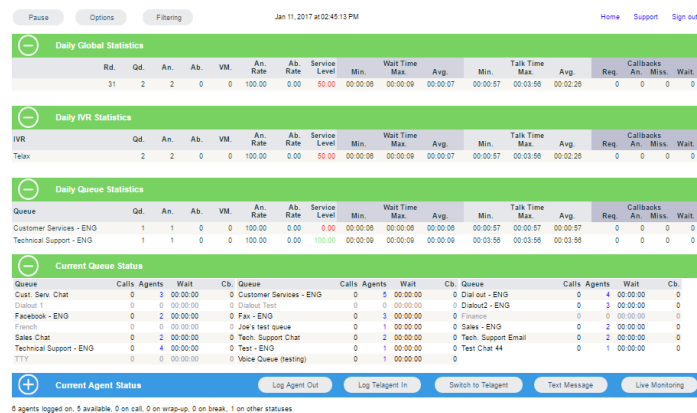 Pause Options Filtering Jan 11, 2017 at 02:45:13 PM Home Support Sign out
Daily Global Statistics
Rd. Qd. An. Ab. VM. An. Rate Ab. Rate Service Level Wait Time Min. Max. Avg. Talk Time Min. Max. Avg. Callbacks Req. An. Miss. Wait.
31 2 2 0 0 100.00 0.00 50.00 00:00:06 00:00:09 00:00:07 00:00:57 00:03:56 00:02:26 0 0 0 0
Daily IVR Statistics
IVR Qd. An. Ab. VM. An. Rate Ab. Rate Service Level Wait Time Min. Max. Avg. Talk Time Min. Max. Avg. Callbacks Req. An. Miss. Wait.
Telax 2 2 0 0 100.00 0.00 50.00 00:00:06 00:00:09 00:00:07 00:00:57 00:03:56 00:02:26 0 0 0 0
Daily Queue Statistics
Queue Qd. An. Ab. VM. An. Rate Ab. Rate Service Level Wait Time Min. Max. Avg. Talk Time Min. Max. Avg. Callbacks Req. An. Miss. Wait.
Customer Services - ENG 1 1 0 0 100.00 0.00 0.00 00:00:06 00:00:06 00:00:06 00:00:57 00:00:57 00:00:57 0 0 0 0
Technical Support - ENG 1 1 0 0 100.00 0.00 100.00 00:00:09 00:00:09 00:00:09 00:03:56 00:03:56 00:03:56 0 0 0 0
Current Queue Status
Queue Calls Agents Wait Cb. Queue Calls Agents Wait Cb. Queue Calls Agents Wait Cb.
Cust. Serv. Chat 0 3 00:00:00 0 Customer Services - ENG 0 5 00:00:00 0 Dial out - ENG 0 4 00:00:00 0
Dialout 1 0 0 00:00:00 0 Dialout Test 0 0 00:00:00 0 Dialout2 - ENG 0 3 00:00:00 0
Facebook - ENG 0 2 00:00:00 0 Fax - ENG 0 3 00:00:00 0 Finance 0 0 00:00:00 0
French 0 0 00:00:00 0 Joe's test queue 0 1 00:00:00 0 Sales - ENG 0 2 00:00:00 0
Sales Chat 0 2 00:00:00 0 Tech. Support Chat 0 2 00:00:00 0 Tech. Support Email 0 2 00:00:00 0
Technical Support - ENG 0 4 00:00:00 0 Test - ENG 0 1 00:00:00 0 Test Chat 44 0 1 00:00:00 0
TTY 0 0 00:00:00 0 Voice Queue (testing) 0 1 00:00:00 0
Current Agent Status Log Agent Out Log Telagent In Switch to Telagent Text Message Live Monitoring
6 agents logged on, 5 available, 0 on call, 0 on wrap-up, 0 on break, 1 on other statuses